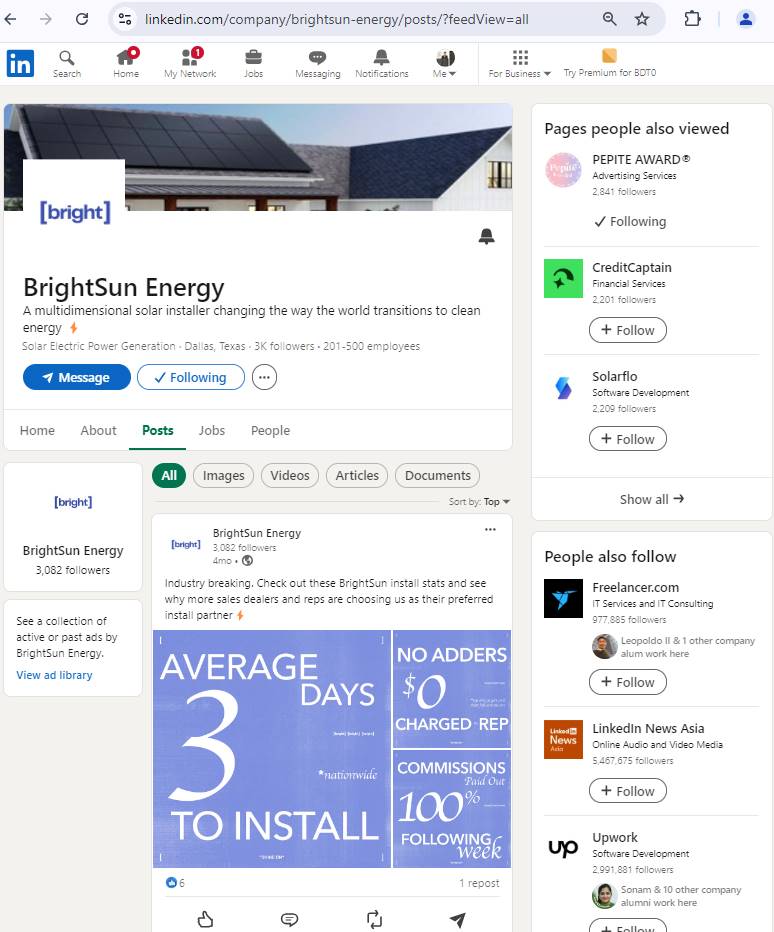 linkedin.com/company/brightsun-energy/posts/?feedView=all
in
Search
Home
1
My Network
Jobs
Messaging
Notifications
Me
For Business
Try Premium for BDT0
[bright]
BrightSun Energy
A multidimensional solar installer changing the way the world transitions to clean
energy
Solar Electric Power Generation · Dallas, Texas · 3K followers • 201-500 employees
Message
Following
Home
About
Posts
Jobs
People
[bright]
BrightSun Energy
3,082 followers
See a collection of
active or past ads by
BrightSun Energy.
View ad library
All
Images
Videos
Articles
Documents
Sort by: Top
[bright]
BrightSun Energy
3,082 followers
4mo •
Industry breaking. Check out these BrightSun install stats and see
why more sales dealers and reps are choosing us as their preferred
install partner
AVERAGE
3 DAYS
*nationwide
TO INSTALL
NO ADDERS
$0
CHARGED REP
COMMISSIONS
Paid Out
100%
FOLLOWING
week
6
1 repost
Pages people also viewed
PEPITE AWARD®
Advertising Services
2,841 followers
Following
CreditCaptain
Financial Services
2,201 followers
+ Follow
Solarflo
Software Development
2,209 followers
+ Follow
Show all →
People also follow
Freelancer.com
IT Services and IT Consulting
977,885 followers
Leopoldo II & 1 other company
alum work here
+ Follow
Linked in
News
Asia
LinkedIn News Asia
Online Audio and Video Media
5,467,675 followers
+ Follow
up
Upwork
Software Development
2,991,881 followers
Sonam & 10 other company
alumni work here
+ Follow